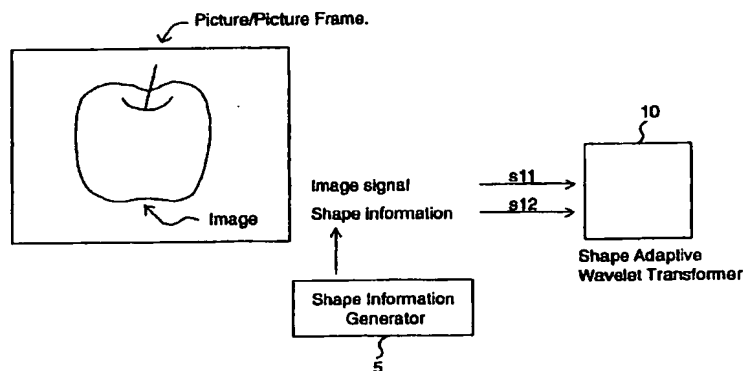 Picture/Picture Frame.
10
Image signal
s11
Shape information
s12
Image
Shape Adaptive
Wavelet Transformer
Shape Information
Generator
5